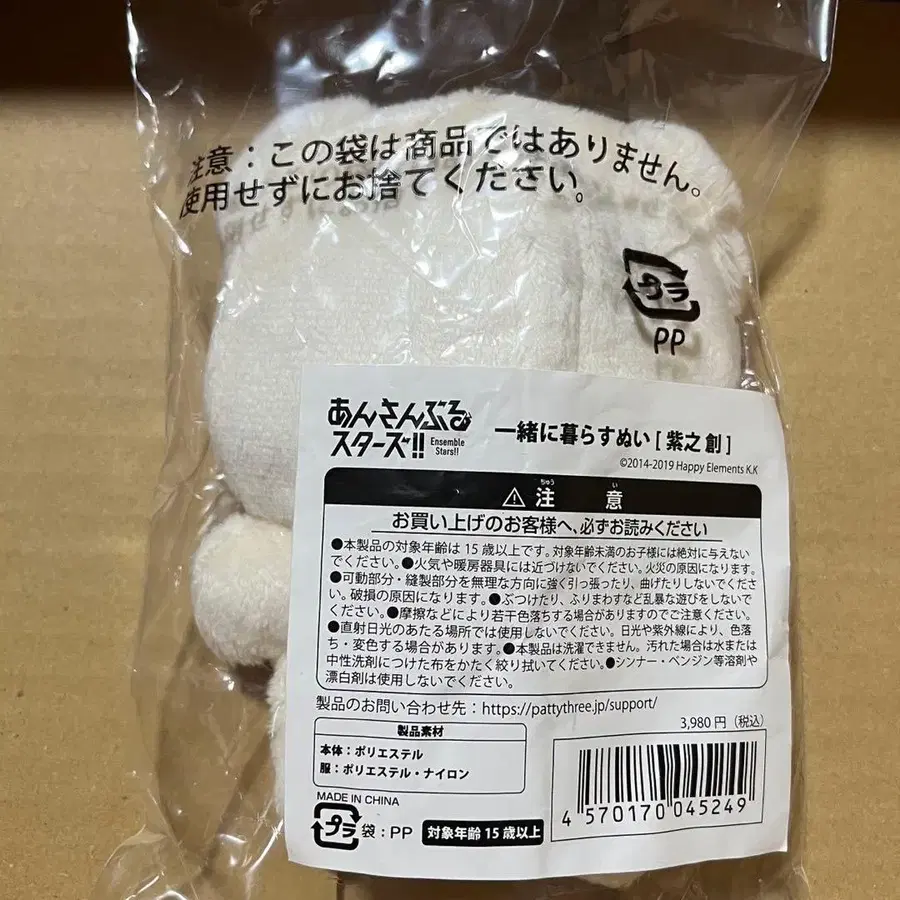 注意：この袋は商品ではありません。
使用せずにお捨てください。
プラ
PP
あんさんぶる
スターズ!!
Ensemble
Stars!!
一緒に暮らすぬい [ 紫之 創 ]
©2014-2019 Happy Elements K.K
ちゅう い
⚠ 注 意
お買い上げのお客様へ、必ずお読みください
●本製品の対象年齢は 15 歳以上です。対象年齢未満のお子様には絶対に与えない
でください。●火気や暖房器具には近づけないでください。火災の原因になります。
●可動部分・縫製部分を無理な方向に強く引っ張ったり、曲げたりしないでくださ
い。破損の原因になります。●ぶつけたり、ふりまわすなど乱暴な遊びをしないで
ください。●摩擦などにより若干色落ちする場合がありますのでご注意ください。
●直射日光のあたる場所では使用しないでください。日光や紫外線により、色落
ち・変色する場合があります。●本製品は洗濯できません。汚れた場合は水または
中性洗剤につけた布をかたく絞り拭いてください。●シンナー・ベンジン等溶剤や
漂白剤は使用しないでください。
製品のお問い合わせ先：https://pattythree.jp/support/
3,980 円（税込）
製品素材
本体：ポリエステル
服：ポリエステル・ナイロン
MADE IN CHINA
プラ 袋：PP
対象年齢 15 歳以上
4 570170 045249